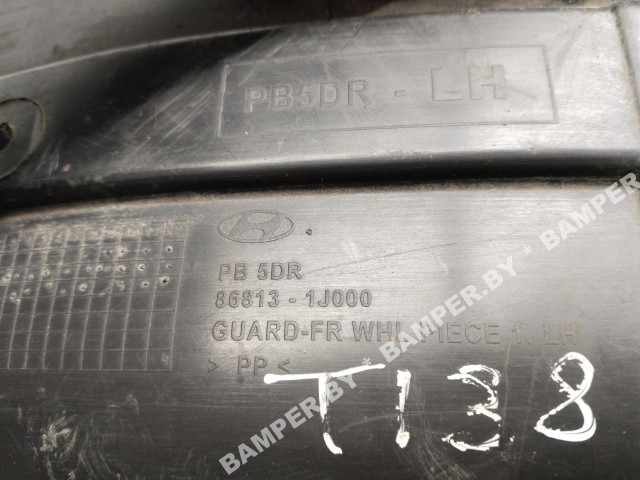 PB5DR - LH
PB 5DR
86813 - 1J000
GUARD-FR WHL PIECE 1. LH
> PP <
T138
BAMPER.BY * BAMPER.BY * BAMPER.BY